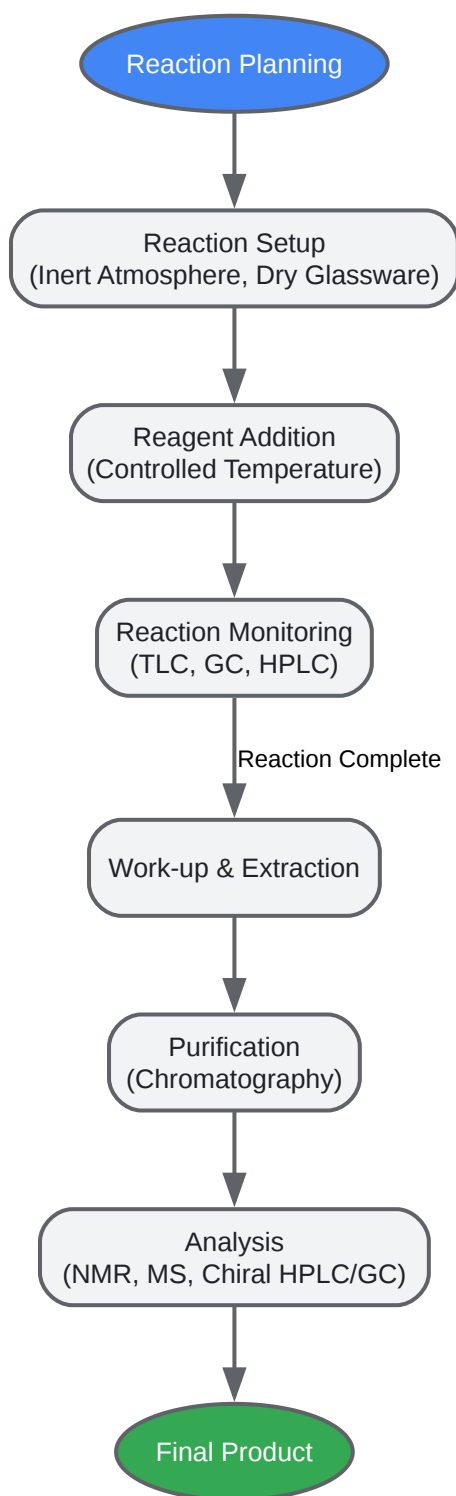 Reaction Planning
Reaction Setup
(Inert Atmosphere, Dry Glassware)
Reagent Addition
(Controlled Temperature)
Reaction Monitoring
(TLC, GC, HPLC)
Reaction Complete
Work-up & Extraction
Purification
(Chromatography)
Analysis
(NMR, MS, Chiral HPLC/GC)
Final Product